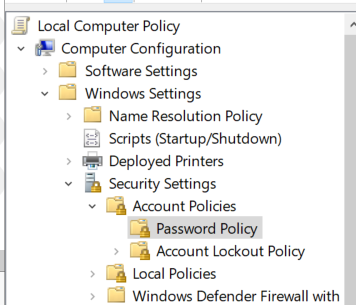 Local Computer Policy
Computer Configuration
Software Settings
Windows Settings
Name Resolution Policy
Scripts (Startup/Shutdown)
Deployed Printers
Security Settings
Account Policies
Password Policy
Account Lockout Policy
Local Policies
Windows Defender Firewall with